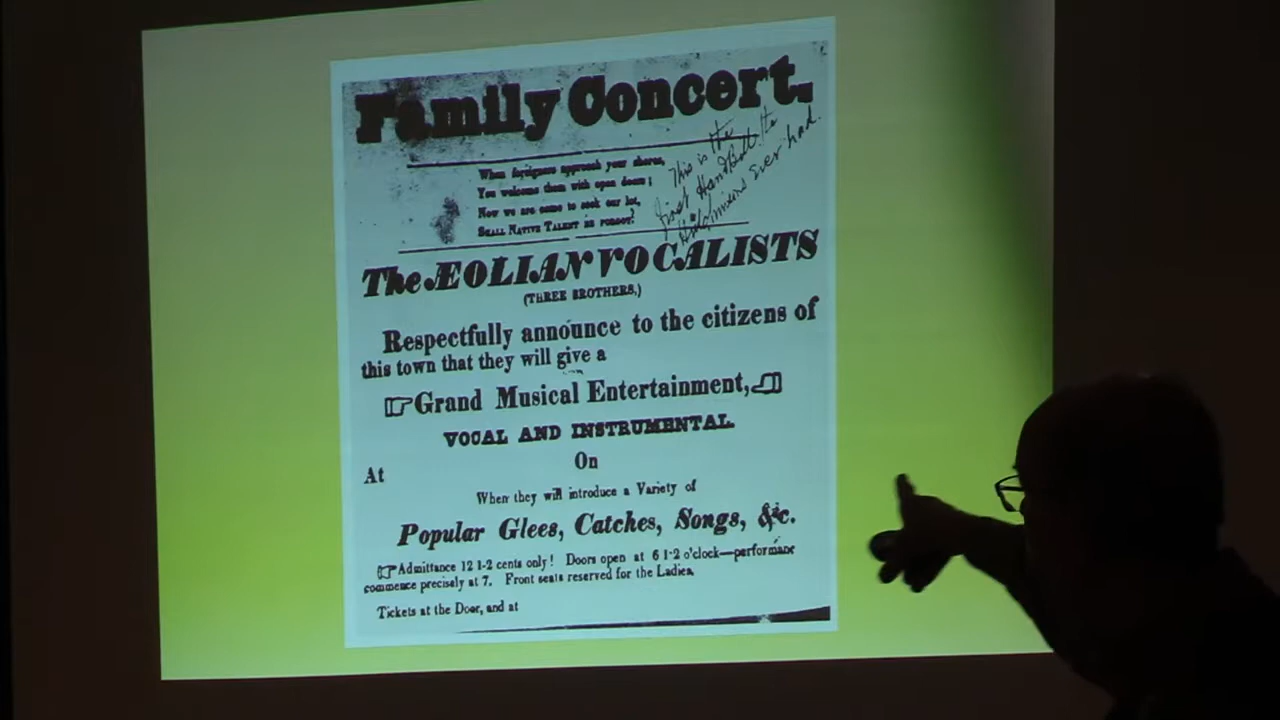 Family Concert.
When foreigners approach your shores,
You welcome them with open doors;
Now we are come to seek our lot,
SHALL NATIVE TALENT BE FORGOT?
This is the
first Handbill the
Hutchinsons Ever had.
The ÆOLIAN VOCALISTS
(THREE BROTHERS,)
Respectfully announce to the citizens of
this town that they will give a
Grand Musical Entertainment,
VOCAL AND INSTRUMENTAL.
At On
When they will introduce a Variety of
Popular Glees, Catches, Songs, &c.
Admittance 12 1-2 cents only! Doors open at 6 1-2 o'clock—performane
commence precisely at 7. Front seats reserved for the Ladies.
Tickets at the Door, and at